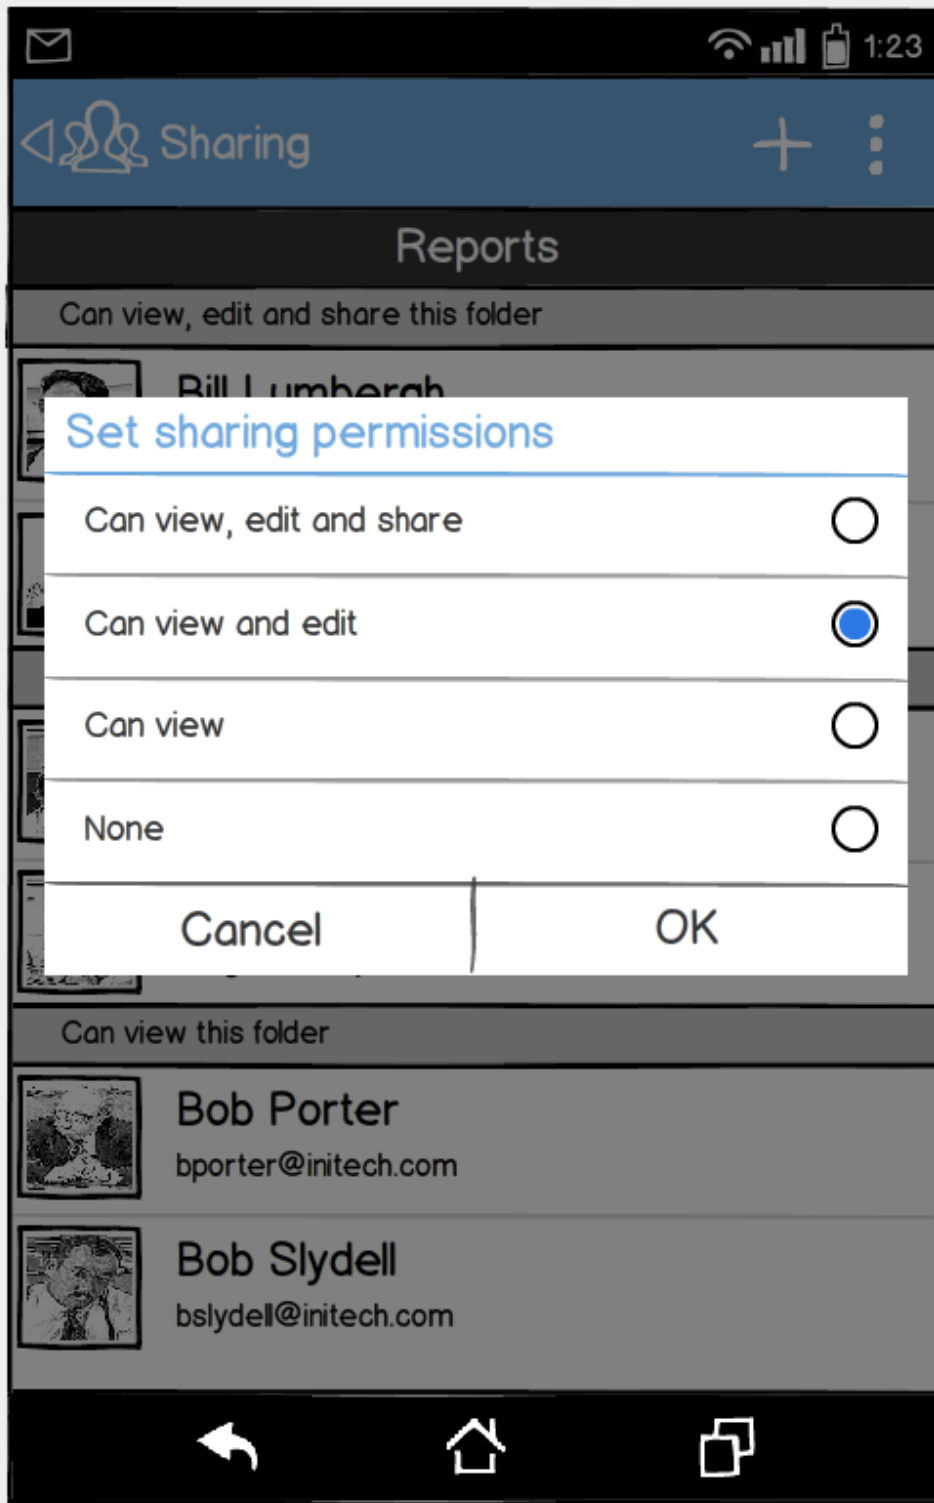 1:23
Sharing
Reports
Can view, edit and share this folder
Bill Lumbergh
Set sharing permissions
Can view, edit and share
Can view and edit
Can view
None
Cancel
OK
Can view this folder
Bob Porter
bporter@initech.com
Bob Slydell
bslydell@initech.com